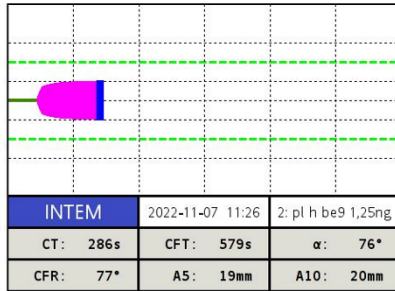 INTEM 2022-11-07 11:26 2: pl h be9 1,25ng
CT: 286s CFT: 579s α: 76°
CFR: 77° A5: 19mm A10: 20mm